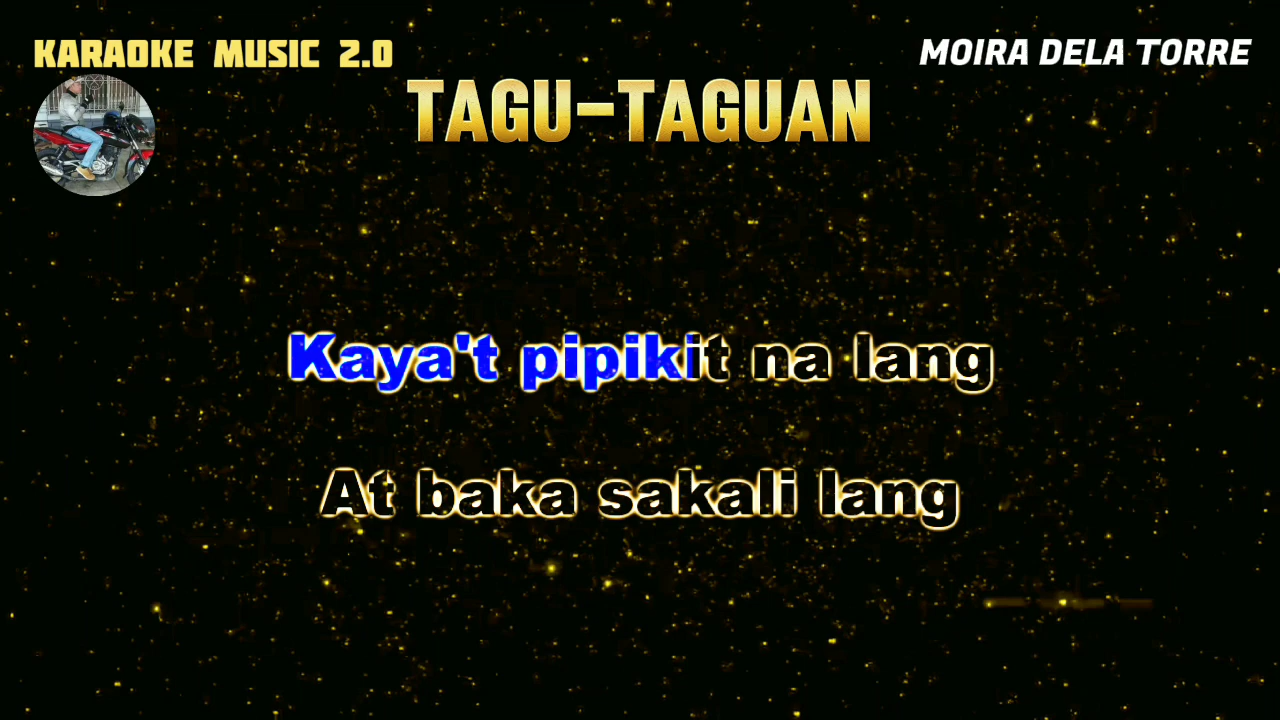 KARAOKE MUSIC 2.0
MOIRA DELA TORRE
TAGU-TAGUAN
Kaya't pipikit na lang
At baka sakali lang